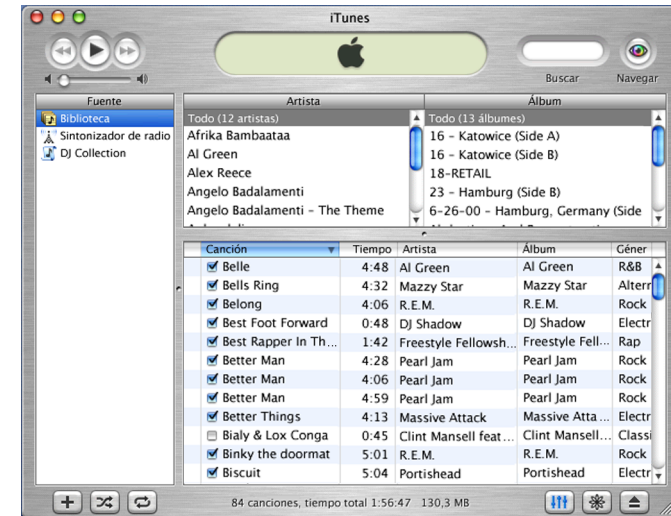 iTunes
Buscar
Navegar
Fuente
Biblioteca
Sintonizador de radio
DJ Collection
Artista
Todo (12 artistas)
Afrika Bambaataa
Al Green
Alex Reece
Angelo Badalamenti
Angelo Badalamenti - The Theme
Álbum
Todo (13 álbumes)
16 - Katowice (Side A)
16 - Katowice (Side B)
18-RETAIL
23 - Hamburg (Side B)
6-26-00 - Hamburg, Germany (Side
Canción Tiempo Artista Álbum Géner
Belle 4:48 Al Green Al Green R&B
Bells Ring 4:32 Mazzy Star Mazzy Star Altern
Belong 4:06 R.E.M. R.E.M. Rock
Best Foot Forward 0:48 DJ Shadow DJ Shadow Electr
Best Rapper In Th... 1:42 Freestyle Fellowsh... Freestyle Fell... Rap
Better Man 4:28 Pearl Jam Pearl Jam Rock
Better Man 4:06 Pearl Jam Pearl Jam Rock
Better Man 4:59 Pearl Jam Pearl Jam Rock
Better Things 4:13 Massive Attack Massive Atta... Electr
Bialy & Lox Conga 0:45 Clint Mansell feat... Clint Mansell... Classi
Binky the doormat 5:01 R.E.M. R.E.M. Rock
Biscuit 5:04 Portishead Portishead Electr
84 canciones, tiempo total 1:56:47 130,3 MB